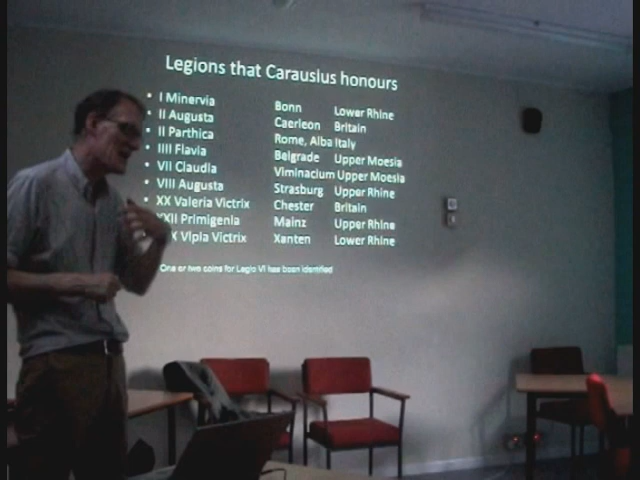 Legions that Carausius honours
• I Minervia Bonn Lower Rhine
• II Augusta Caerleon Britain
• II Parthica Rome, Alba Italy
• IIII Flavia Belgrade Upper Moesia
• VII Claudia Viminacium Upper Moesia
• VIII Augusta Strasburg Upper Rhine
• XX Valeria Victrix Chester Britain
XXII Primigenia Mainz Upper Rhine
X Vlpia Victrix Xanten Lower Rhine
One or two coins for Legio VI has been identified